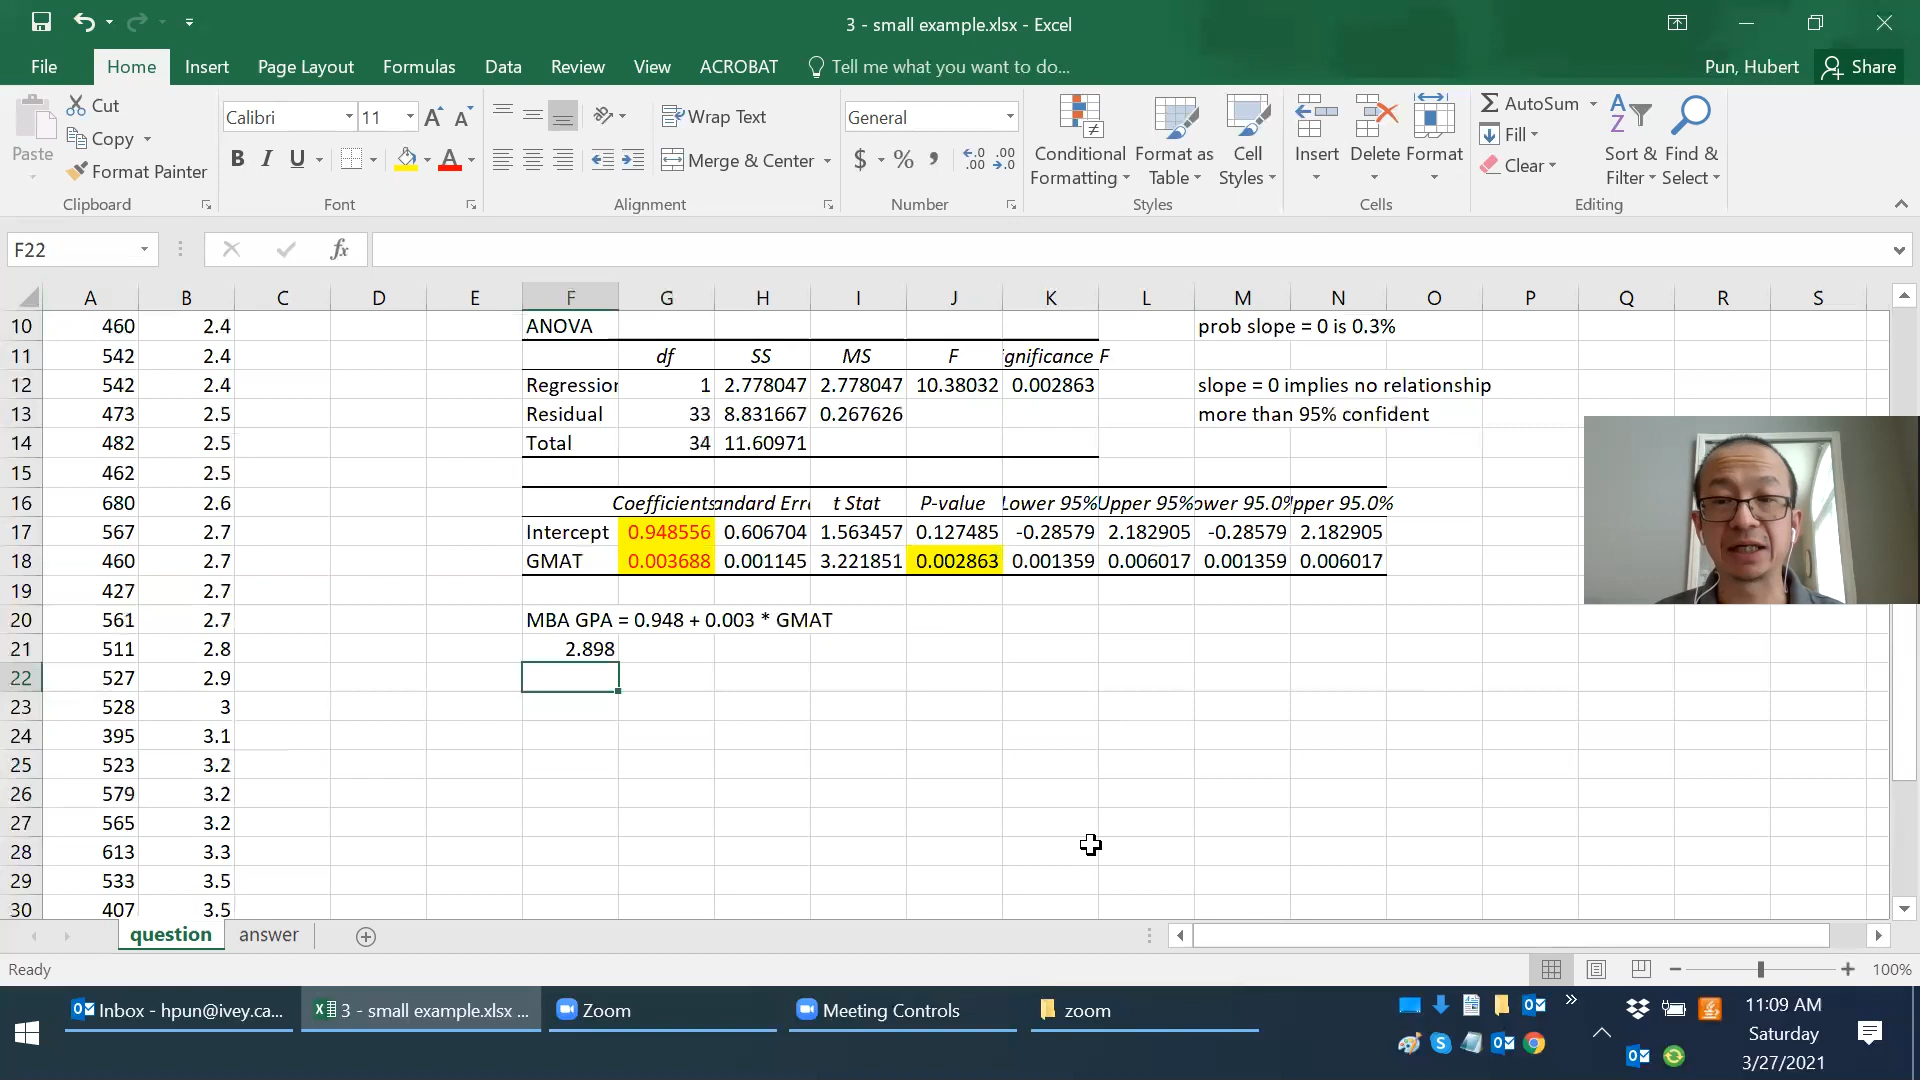 3 - small example.xlsx - Excel
File Home Insert Page Layout Formulas Data Review View ACROBAT Tell me what you want to do... Pun, Hubert Share
Paste Cut Copy Format Painter
Calibri 11
B I U A
Wrap Text
Merge & Center
General
$ % ,
Conditional Formatting
Format as Table
Cell Styles
Insert Delete Format
AutoSum Fill Clear
Sort & Filter
Find & Select
Clipboard Font Alignment Number Styles Cells Editing
F22 fx
A B C D E F G H I J K L M N O P Q R S
10 460 2.4 ANOVA prob slope = 0 is 0.3%
11 542 2.4 df SS MS F ignificance F
12 542 2.4 Regression 1 2.778047 2.778047 10.38032 0.002863 slope = 0 implies no relationship
13 473 2.5 Residual 33 8.831667 0.267626 more than 95% confident
14 482 2.5 Total 34 11.60971
15 462 2.5
16 680 2.6 Coefficients andard Erro t Stat P-value Lower 95% Upper 95% ower 95.0% pper 95.0%
17 567 2.7 Intercept 0.948556 0.606704 1.563457 0.127485 -0.28579 2.182905 -0.28579 2.182905
18 460 2.7 GMAT 0.003688 0.001145 3.221851 0.002863 0.001359 0.006017 0.001359 0.006017
19 427 2.7
20 561 2.7 MBA GPA = 0.948 + 0.003 * GMAT
21 511 2.8 2.898
22 527 2.9
23 528 3
24 395 3.1
25 523 3.2
26 579 3.2
27 565 3.2
28 613 3.3
29 533 3.5
30 407 3.5
question answer
Ready 100%
Inbox - hpun@ivey.ca... 3 - small example.xlsx ... Zoom Meeting Controls zoom
11:09 AM
Saturday
3/27/2021